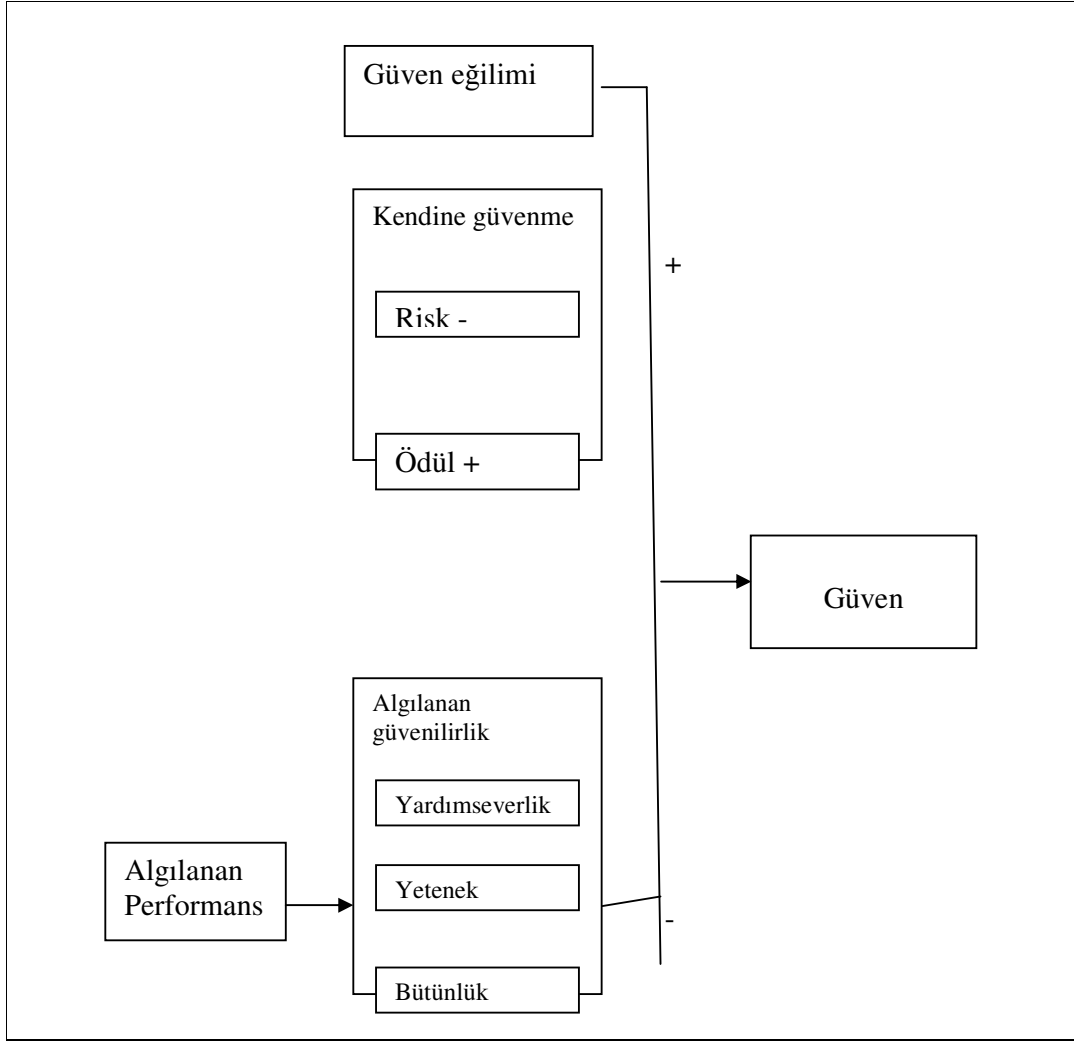 Güven eğilimi
Kendine güvenme
+
Risk -
Ödül +
Güven
Algılanan
güvenilirlik
Yardımseverlik
Algılanan
Performans
Yetenek
-
Bütünlük